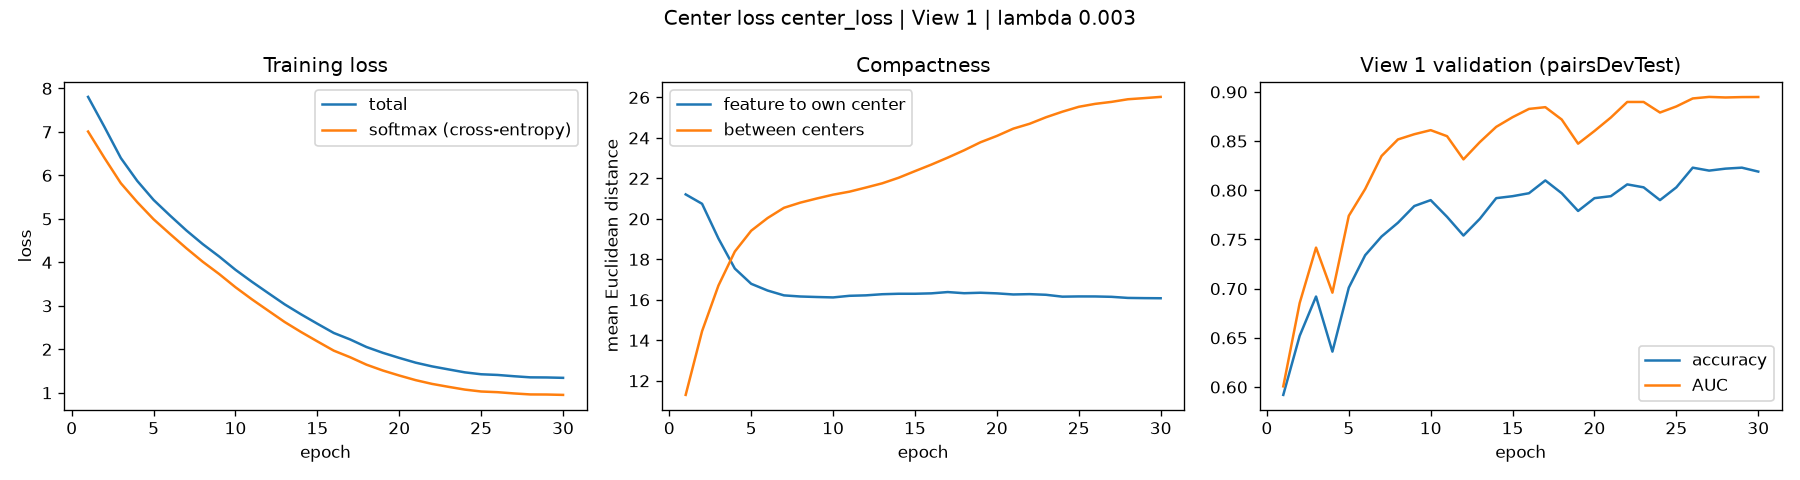 Center loss center_loss | View 1 | lambda 0.003
Training loss
8
7
6
5
4
3
2
1
loss
0 5 10 15 20 25 30
epoch
total
softmax (cross-entropy)
Compactness
26
24
22
20
18
16
14
12
mean Euclidean distance
0 5 10 15 20 25 30
epoch
feature to own center
between centers
View 1 validation (pairsDevTest)
0.90
0.85
0.80
0.75
0.70
0.65
0.60
0 5 10 15 20 25 30
epoch
accuracy
AUC